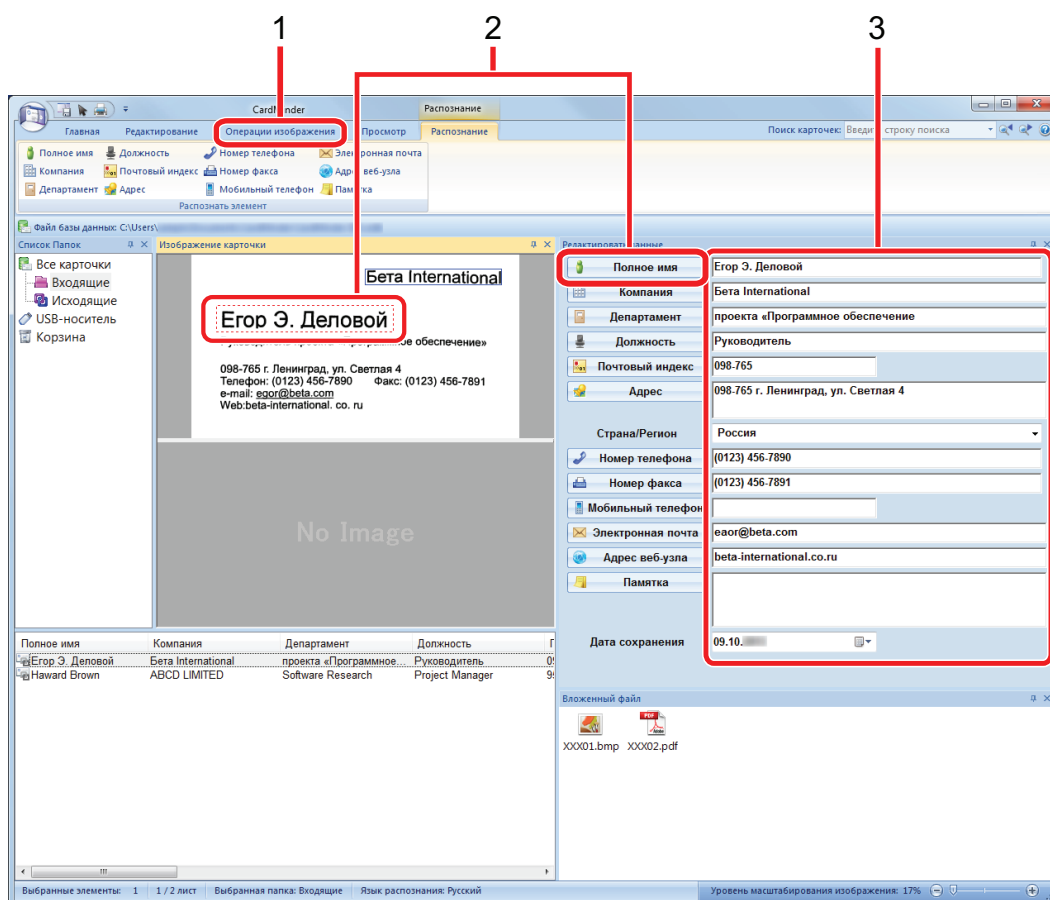 1 2 3
CardMinder Распознание
Главная Редактирование Операции изображения Просмотр Распознание Поиск карточек: Введите строку поиска
Полное имя Должность Номер телефона Электронная почта
Компания Почтовый индекс Номер факса Адрес веб-узла
Департамент Адрес Мобильный телефон Памятка
Распознать элемент
Файл базы данных: C:\Users\
Список Папок Изображение карточки Редактировать данные
Все карточки
Входящие
Исходящие
USB-носитель
Корзина
Бета International
Егор Э. Деловой
098-765 г. Ленинград, ул. Светлая 4
Телефон: (0123) 456-7890 Факс: (0123) 456-7891
e-mail: egor@beta.com
Web:beta-international. co. ru
No Image
Полное имя Егор Э. Деловой
Компания Бета International
Департамент проекта «Программное обеспечение
Должность Руководитель
Почтовый индекс 098-765
Адрес 098-765 г. Ленинград, ул. Светлая 4
Страна/Регион Россия
Номер телефона (0123) 456-7890
Номер факса (0123) 456-7891
Мобильный телефон
Электронная почта eaor@beta.com
Адрес веб-узла beta-international.co.ru
Памятка
Дата сохранения 09.10.
Полное имя Компания Департамент Должность
Егор Э. Деловой Бета International проекта «Программное... Руководитель
Haward Brown ABCD LIMITED Software Research Project Manager
Вложенный файл
XXX01.bmp XXX02.pdf
Выбранные элементы: 1 1 / 2 лист Выбранная папка: Входящие Язык распознания: Русский Уровень масштабирования изображения: 17%